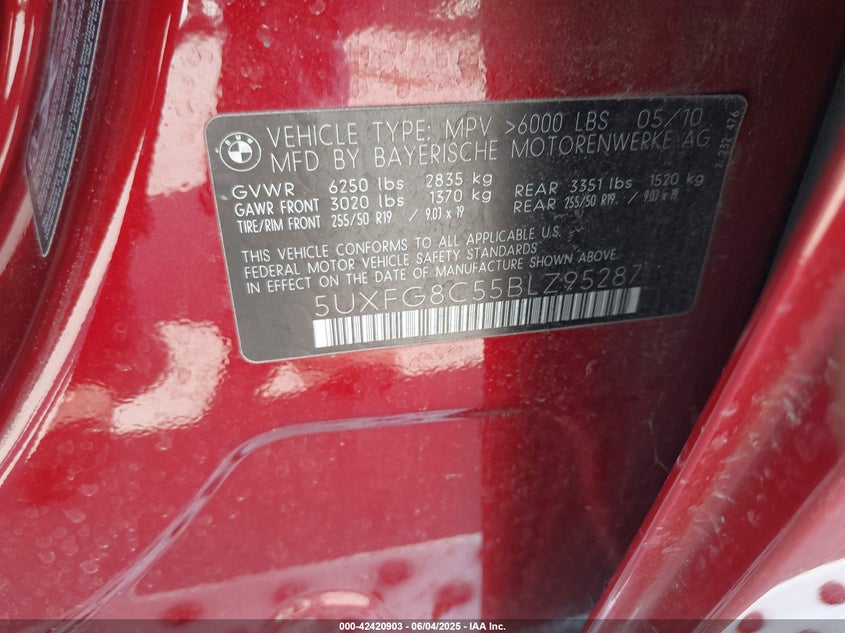 VEHICLE TYPE: MPV >6000 LBS 05/10
MFD BY BAYERISCHE MOTORENWERKE AG
GVWR 6250 lbs 2835 kg
GAWR FRONT 3020 lbs 1370 kg REAR 3351 lbs 1520 kg
TIRE/RIM FRONT 255/50 R19 / 9.0J x 19 REAR 255/50 R19 / 9.0J x 19
THIS VEHICLE CONFORMS TO ALL APPLICABLE U.S.
FEDERAL MOTOR VEHICLE SAFETY STANDARDS
IN EFFECT ON THE DATE OF MANUFACTURE SHOWN ABOVE.
5UXFG8C55BLZ95287
000-42420903 - 06/04/2025 - IAA Inc.